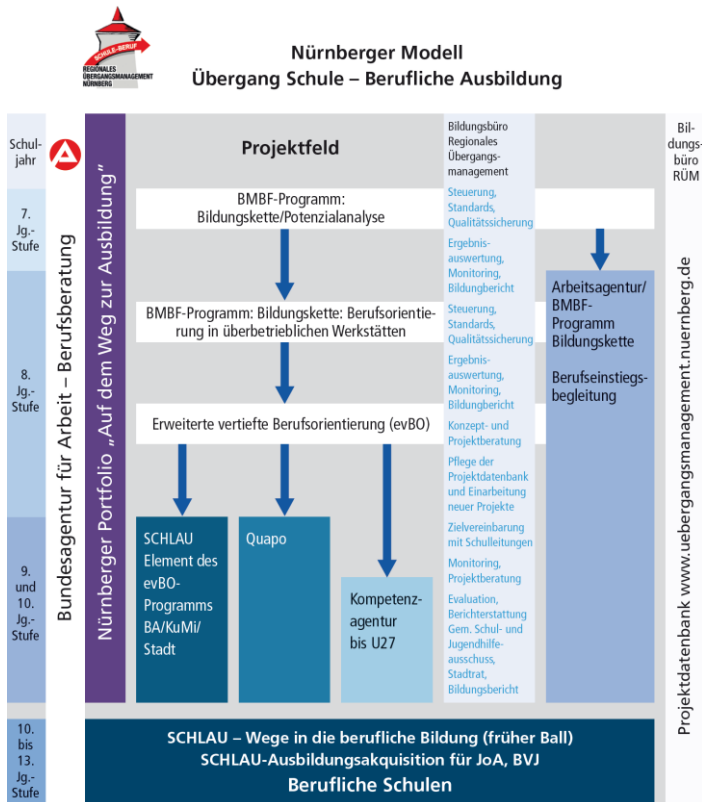 SCHULE-BERUF
REGIONALES
ÜBERGANGSMANAGEMENT
NÜRNBERG
Nürnberger Modell
Übergang Schule – Berufliche Ausbildung
Schul-
jahr
7.
Jg.-
Stufe
8.
Jg.-
Stufe
9.
und
10.
Jg.-
Stufe
10.
bis
13.
Jg.-
Stufe
Bundesagentur für Arbeit – Berufsberatung
Nürnberger Portfolio „Auf dem Weg zur Ausbildung“
Projektfeld
BMBF-Programm:
Bildungskette/Potenzialanalyse
BMBF-Programm: Bildungskette: Berufsorientie-
rung in überbetrieblichen Werkstätten
Erweiterte vertiefte Berufsorientierung (evBO)
SCHLAU
Element des
evBO-
Programms
BA/KuMi/
Stadt
Quapo
Kompetenz-
agentur
bis U27
Bildungsbüro
Regionales
Übergangs-
management
Steuerung,
Standards,
Qualitätssicherung
Ergebnis-
auswertung,
Monitoring,
Bildungbericht
Steuerung,
Standards,
Qualitätssicherung
Ergebnis-
auswertung,
Monitoring,
Bildungbericht
Konzept- und
Projektberatung
Pflege der
Projektdatenbank
und Einarbeitung
neuer Projekte
Zielvereinbarung
mit Schulleitungen
Monitoring,
Projektberatung
Evaluation,
Berichterstattung
Gem. Schul- und
Jugendhilfe-
ausschuss,
Stadtrat,
Bildungsbericht
Arbeitsagentur/
BMBF-
Programm
Bildungskette
Berufseinstiegs-
begleitung
Bil-
dungs-
büro
RÜM
Projektdatenbank www.uebergangsmanagement.nuernberg.de
SCHLAU – Wege in die berufliche Bildung (früher Ball)
SCHLAU-Ausbildungsakquisition für JoA, BVJ
Berufliche Schulen